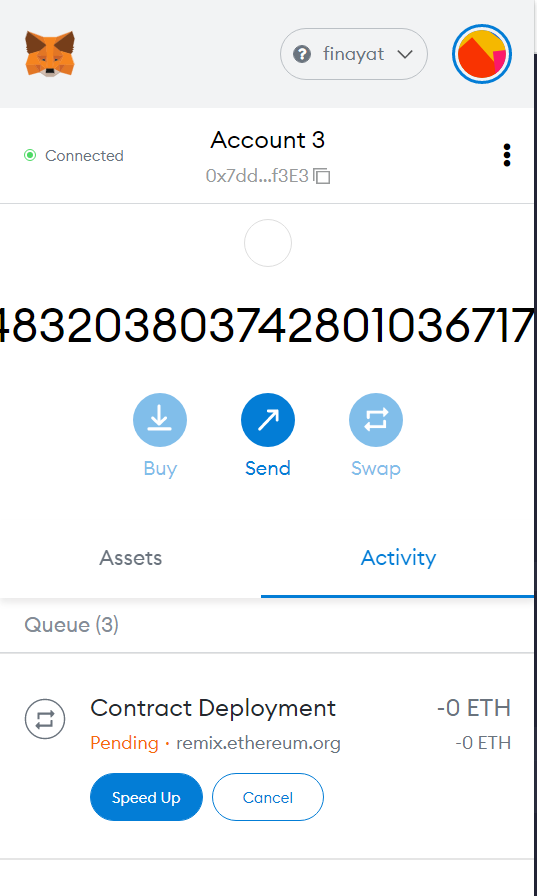 finayat
Account 3
Connected
0x7dd...f3E3
483203803742801036717
Buy
Send
Swap
Assets
Activity
Queue (3)
Contract Deployment
-0 ETH
Pending · remix.ethereum.org
-0 ETH
Speed Up
Cancel